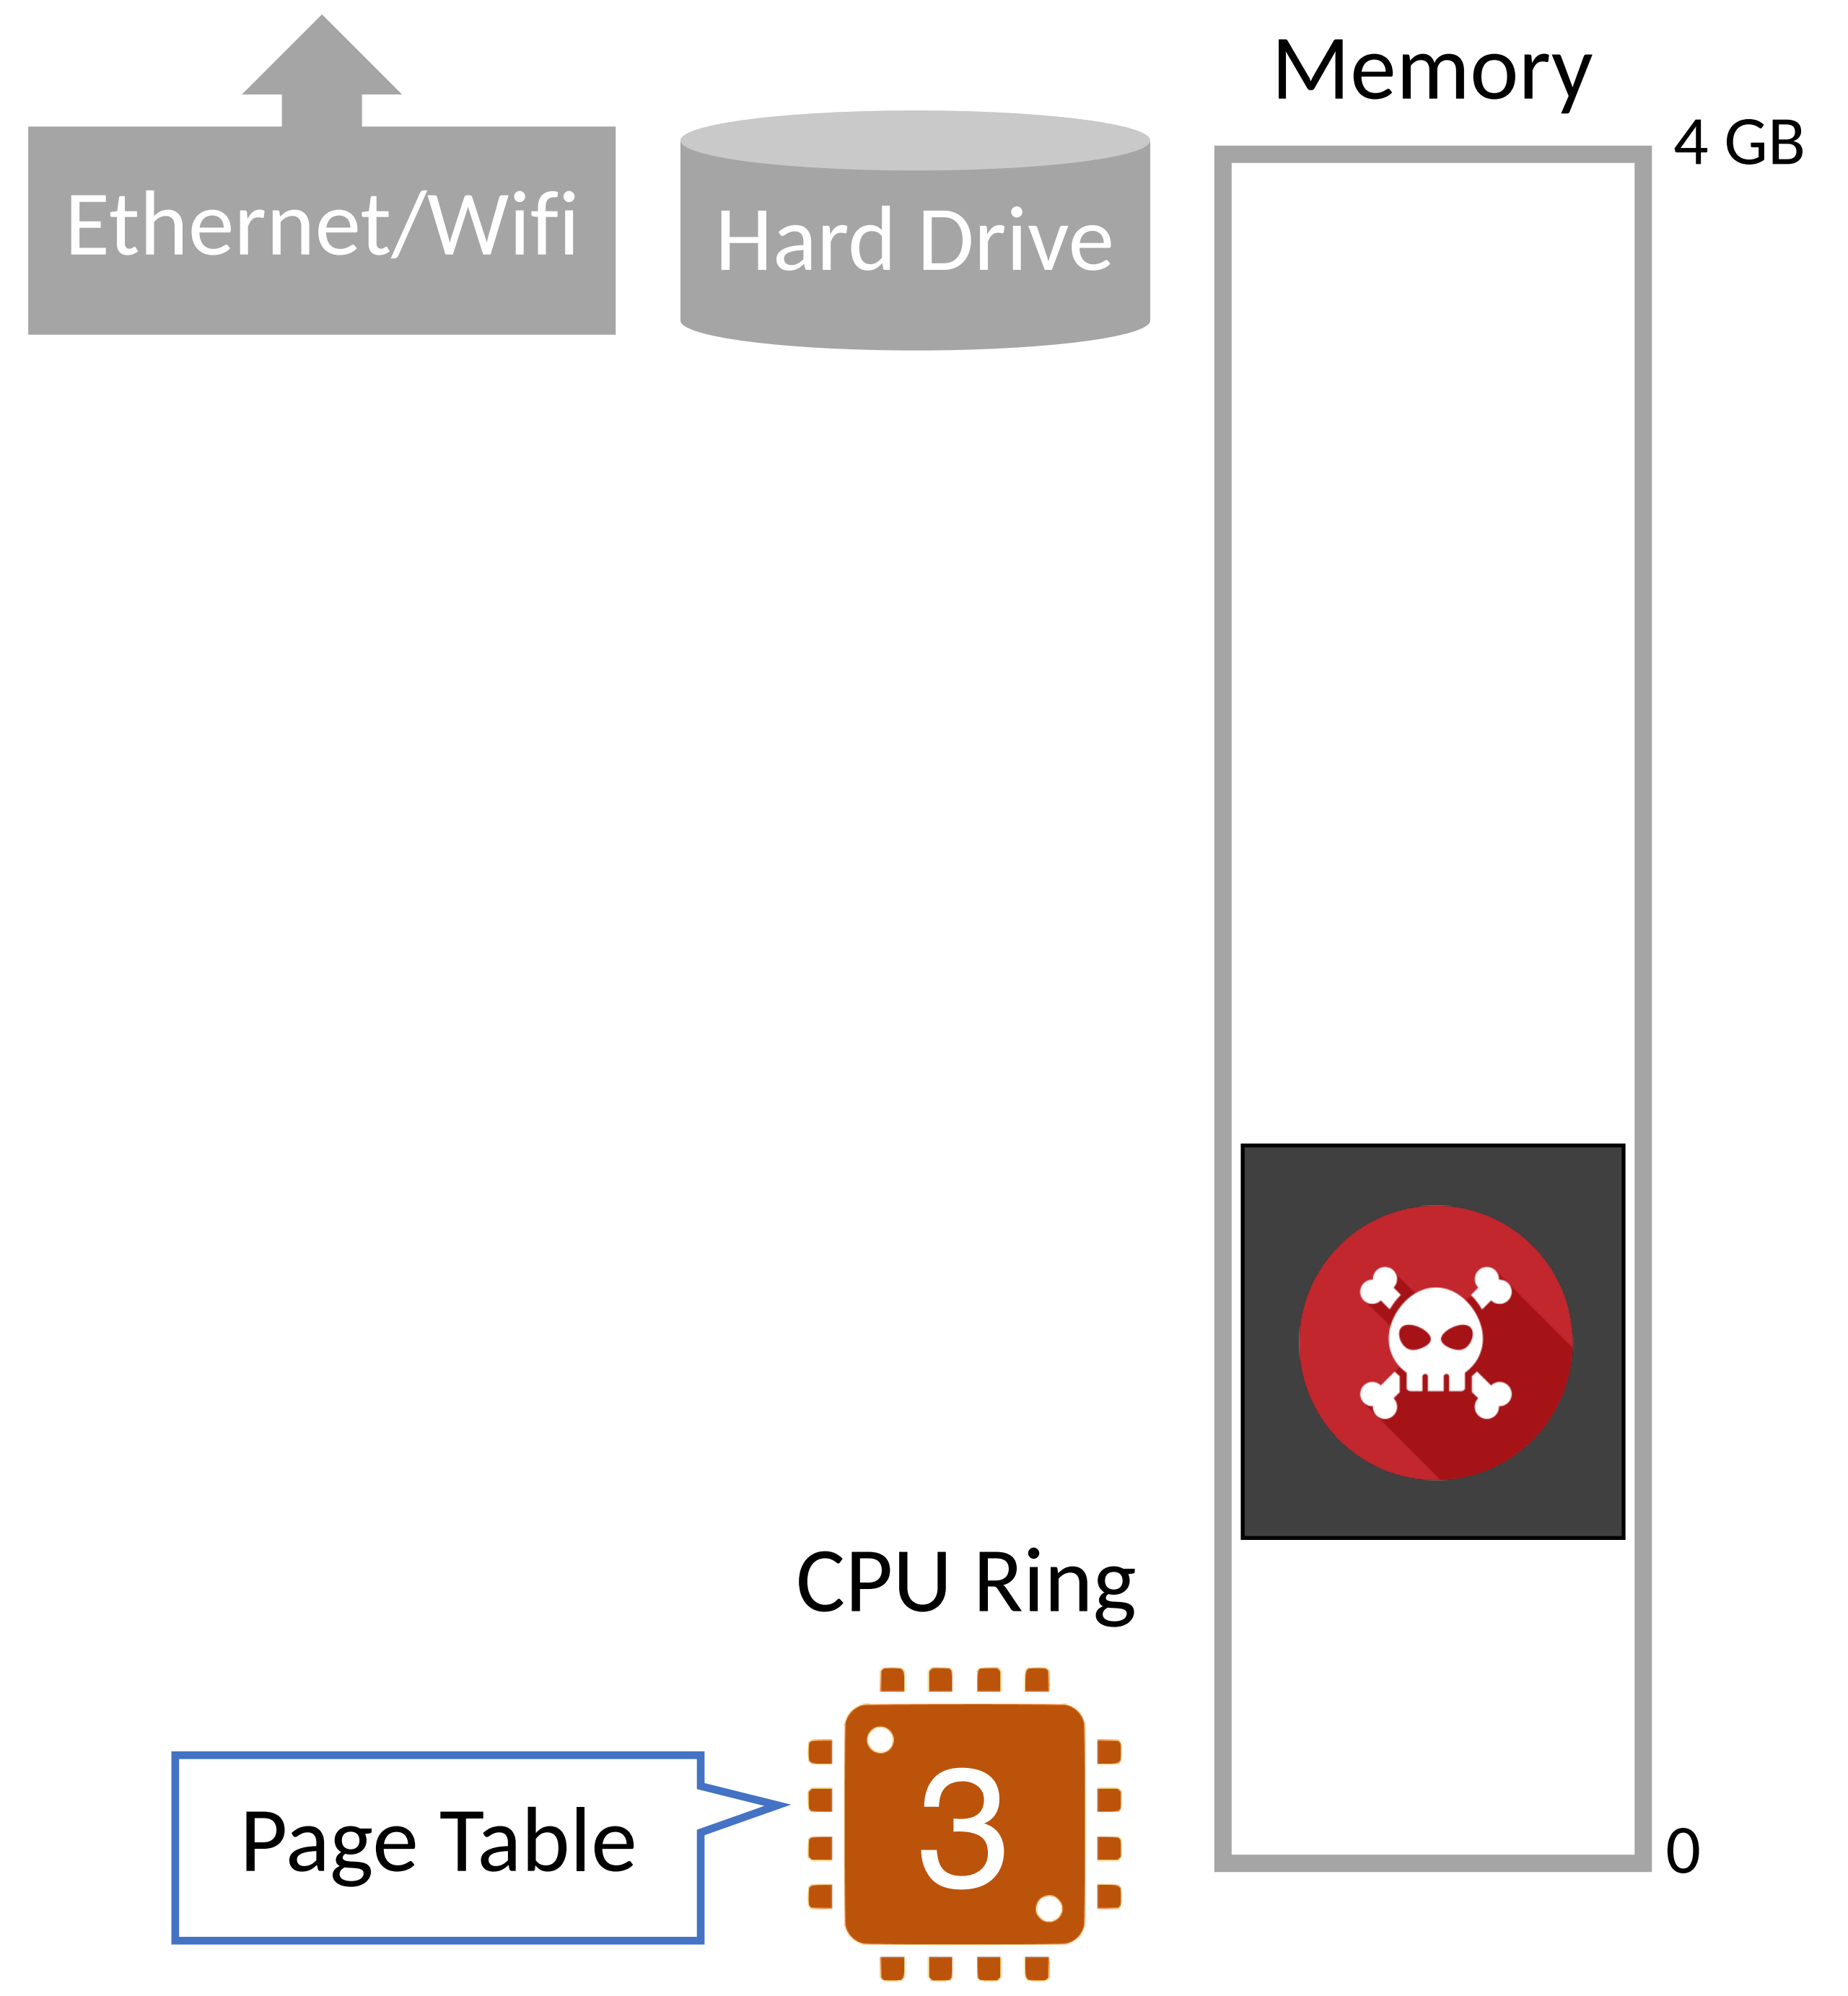 Memory
4 GB
Ethernet/Wifi
Hard Drive
CPU Ring
3
Page Table
0